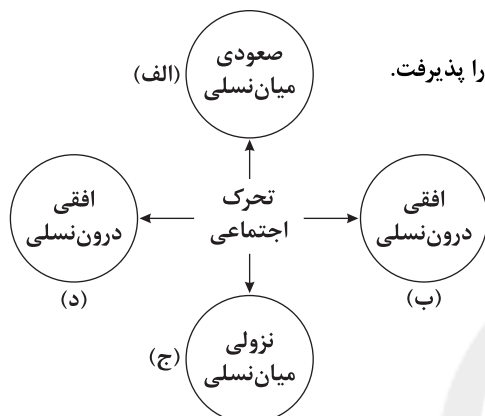 را پذیرفت.
صعودی
میان‌نسلی
(الف)
تحرک
اجتماعی
افقی
درون‌نسلی
(ب)
افقی
درون‌نسلی
(د)
نزولی
میان‌نسلی
(ج)